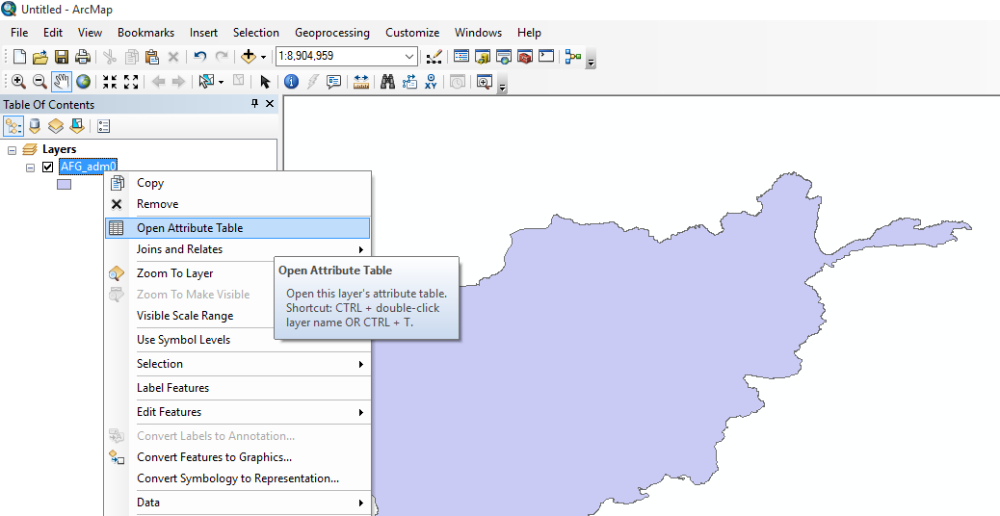 Untitled - ArcMap
File Edit View Bookmarks Insert Selection Geoprocessing Customize Windows Help
1:8,904,959
XY
Table Of Contents
Layers
AFG_adm0
Copy
Remove
Open Attribute Table
Joins and Relates
Zoom To Layer
Zoom To Make Visible
Visible Scale Range
Use Symbol Levels
Selection
Label Features
Edit Features
Convert Labels to Annotation...
Convert Features to Graphics...
Convert Symbology to Representation...
Data
Open Attribute Table
Open this layer's attribute table.
Shortcut: CTRL + double-click
layer name OR CTRL + T.